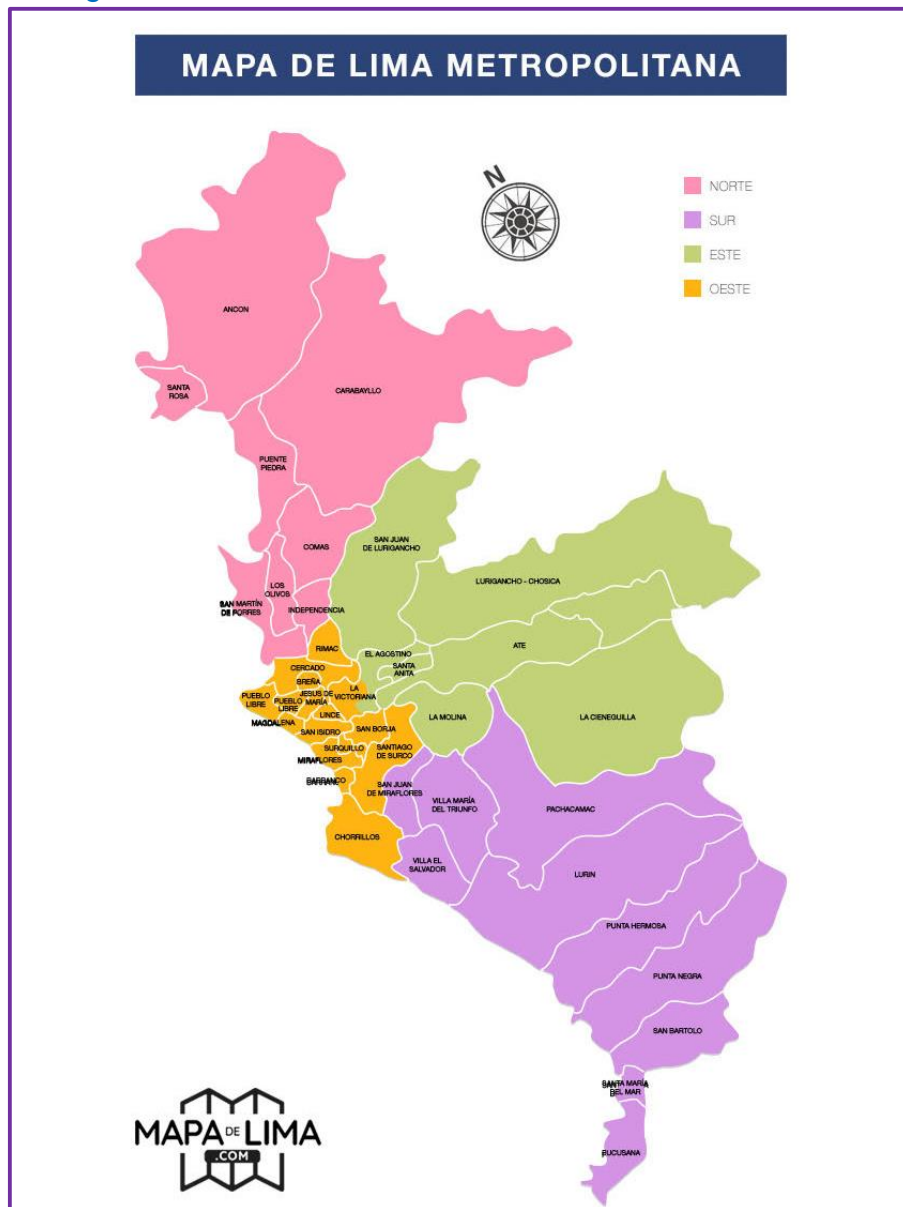 MAPA DE LIMA METROPOLITANA
N
NORTE
SUR
ESTE
OESTE
ANCON
SANTA
ROSA
CARABAYLLO
PUENTE
PIEDRA
COMAS
SAN JUAN
DE LURIGANCHO
LURIGANCHO - CHOSICA
LOS
OLIVOS
SAN MARTÍN
DE PORRES
INDEPENDENCIA
RIMAC
EL AGOSTINO
SANTA
ANITA
ATE
CERCADO
BREÑA
PUEBLO
LIBRE
PUEBLO
LIBRE
JESUS DE
MARÍA
LA
VICTORIANA
LINCE
MAGDALENA
SAN ISIDRO
SAN BORJA
LA MOLINA
LA CIENEGUILLA
SURQUILLO
SANTIAGO
DE SURCO
MIRAFLORES
BARRANCO
SAN JUAN
DE MIRAFLORES
VILLA MARÍA
DEL TRIUNFO
PACHACAMAC
CHORRILLOS
VILLA EL
SALVADOR
LURIN
PUNTA HERMOSA
PUNTA NEGRA
SAN BARTOLO
SANTA MARÍA
DEL MAR
PUCUSANA
MAPA DE LIMA
.COM